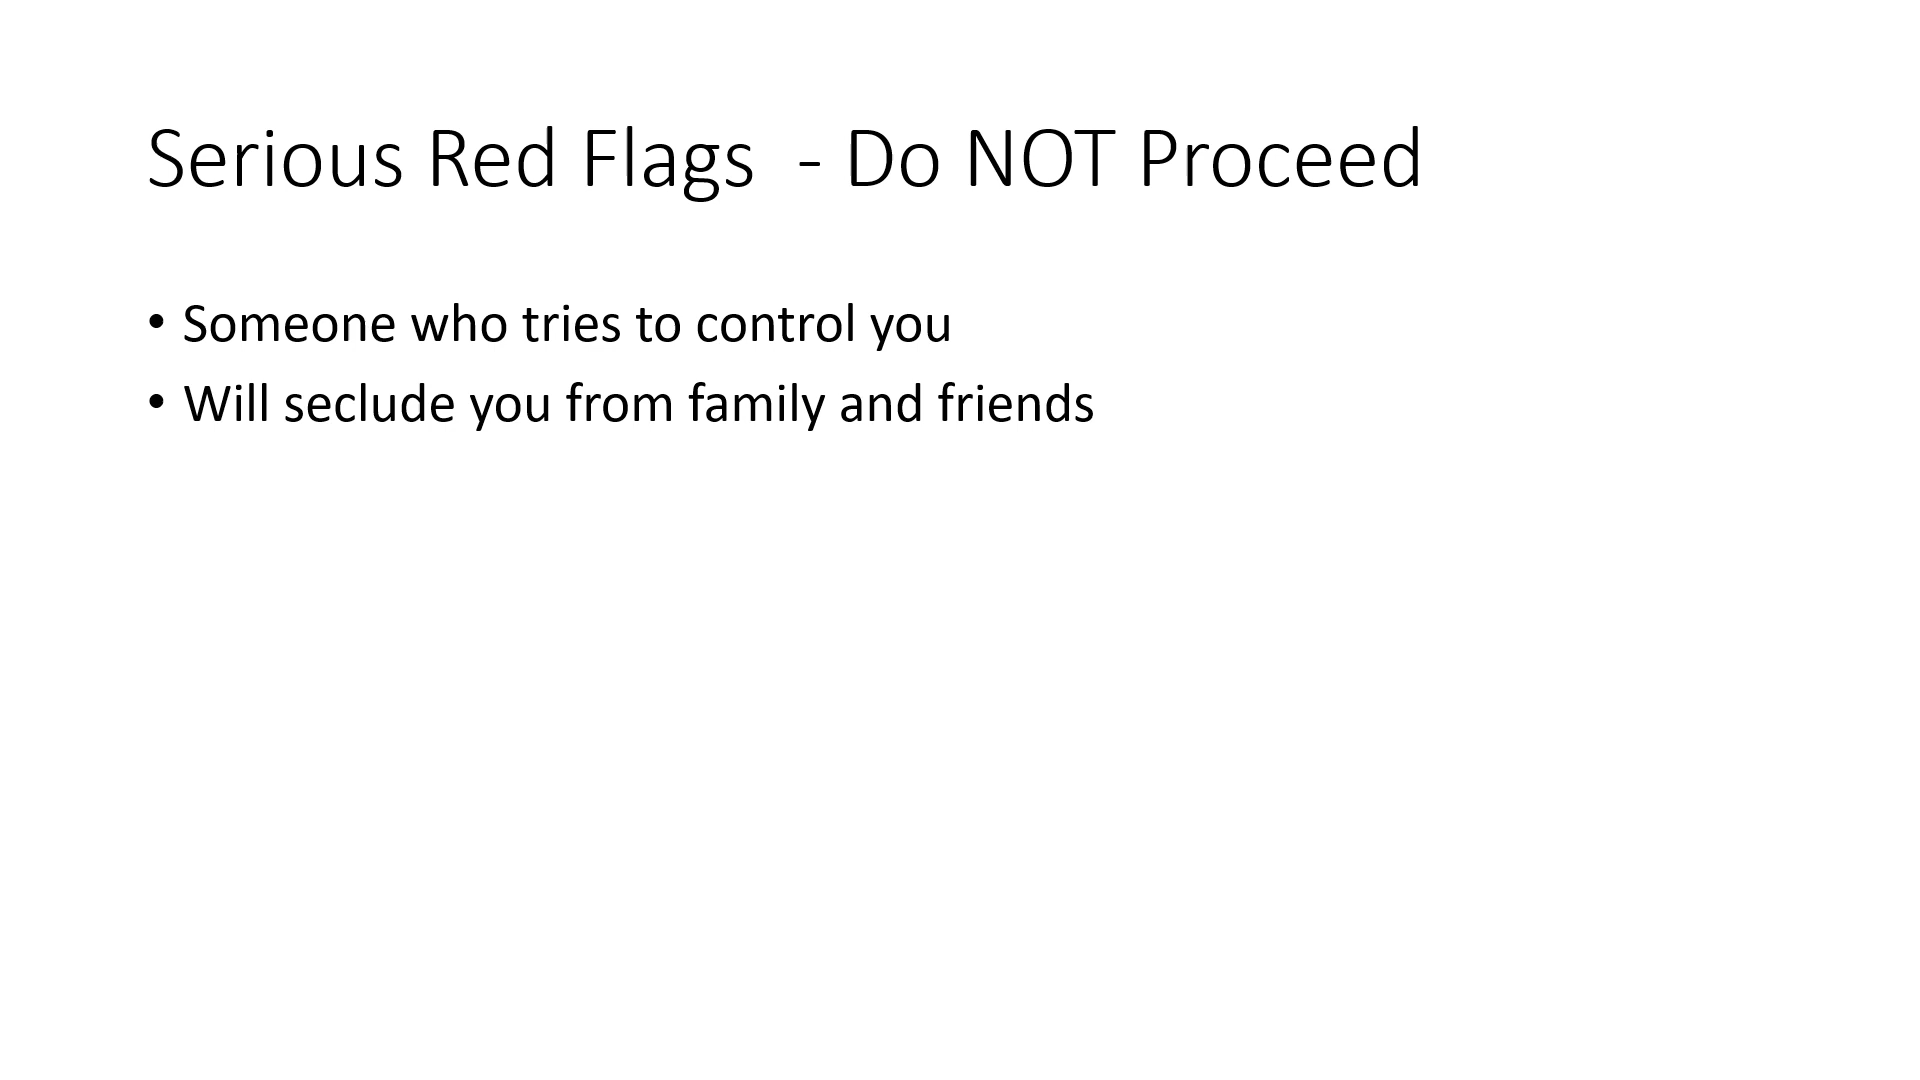 Serious Red Flags  - Do NOT Proceed
• Someone who tries to control you
• Will seclude you from family and friends